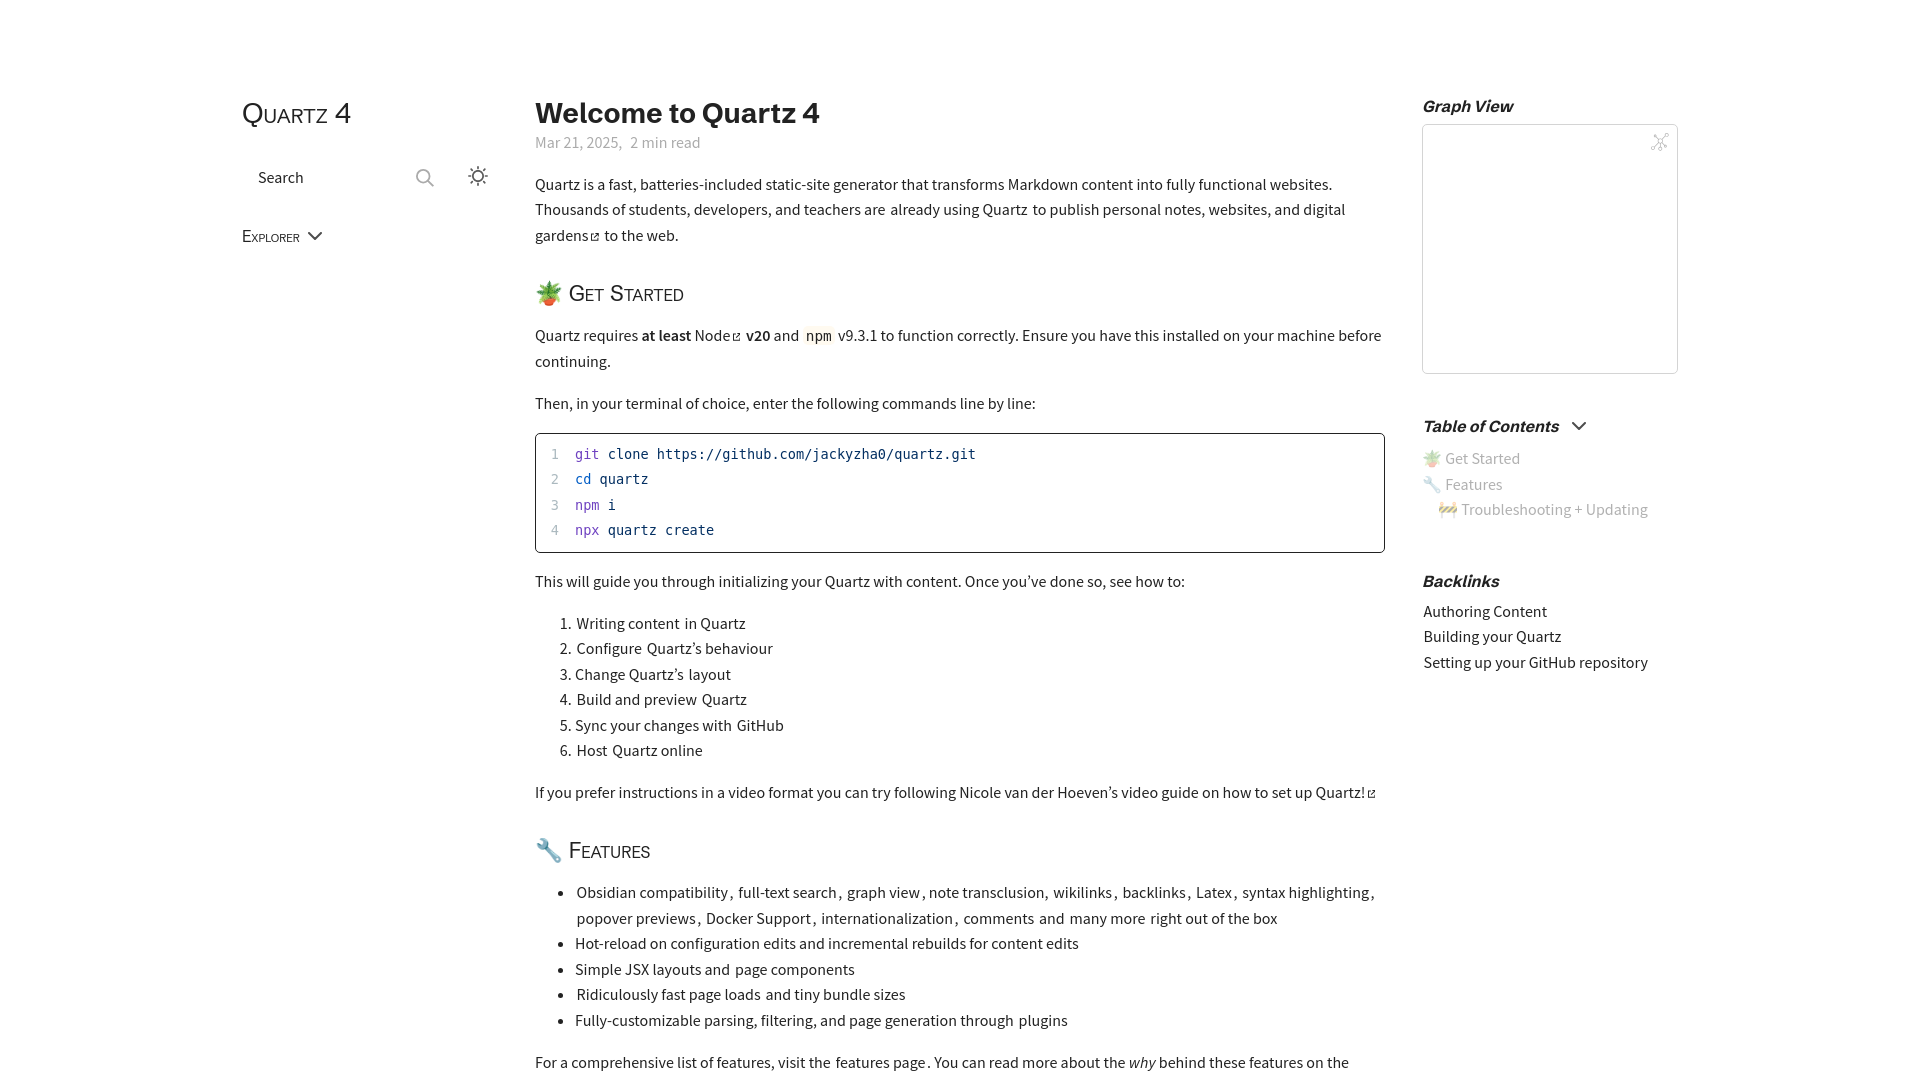 Quartz 4
Search
Explorer
Welcome to Quartz 4
Mar 21, 2025, 2 min read
Quartz is a fast, batteries-included static-site generator that transforms Markdown content into fully functional websites.
Thousands of students, developers, and teachers are already using Quartz to publish personal notes, websites, and digital
gardens to the web.
🪴 Get Started
Quartz requires at least Node v20 and npm v9.3.1 to function correctly. Ensure you have this installed on your machine before
continuing.
Then, in your terminal of choice, enter the following commands line by line:
1 git clone https://github.com/jackyzha0/quartz.git
2 cd quartz
3 npm i
4 npx quartz create
This will guide you through initializing your Quartz with content. Once you’ve done so, see how to:
1. Writing content in Quartz
2. Configure Quartz’s behaviour
3. Change Quartz’s layout
4. Build and preview Quartz
5. Sync your changes with GitHub
6. Host Quartz online
If you prefer instructions in a video format you can try following Nicole van der Hoeven’s video guide on how to set up Quartz!
🔧 Features
• Obsidian compatibility, full-text search, graph view, note transclusion, wikilinks, backlinks, Latex, syntax highlighting,
popover previews, Docker Support, internationalization, comments and many more right out of the box
• Hot-reload on configuration edits and incremental rebuilds for content edits
• Simple JSX layouts and page components
• Ridiculously fast page loads and tiny bundle sizes
• Fully-customizable parsing, filtering, and page generation through plugins
For a comprehensive list of features, visit the features page. You can read more about the why behind these features on the
Graph View
Table of Contents
🪴 Get Started
🔧 Features
🚧 Troubleshooting + Updating
Backlinks
Authoring Content
Building your Quartz
Setting up your GitHub repository